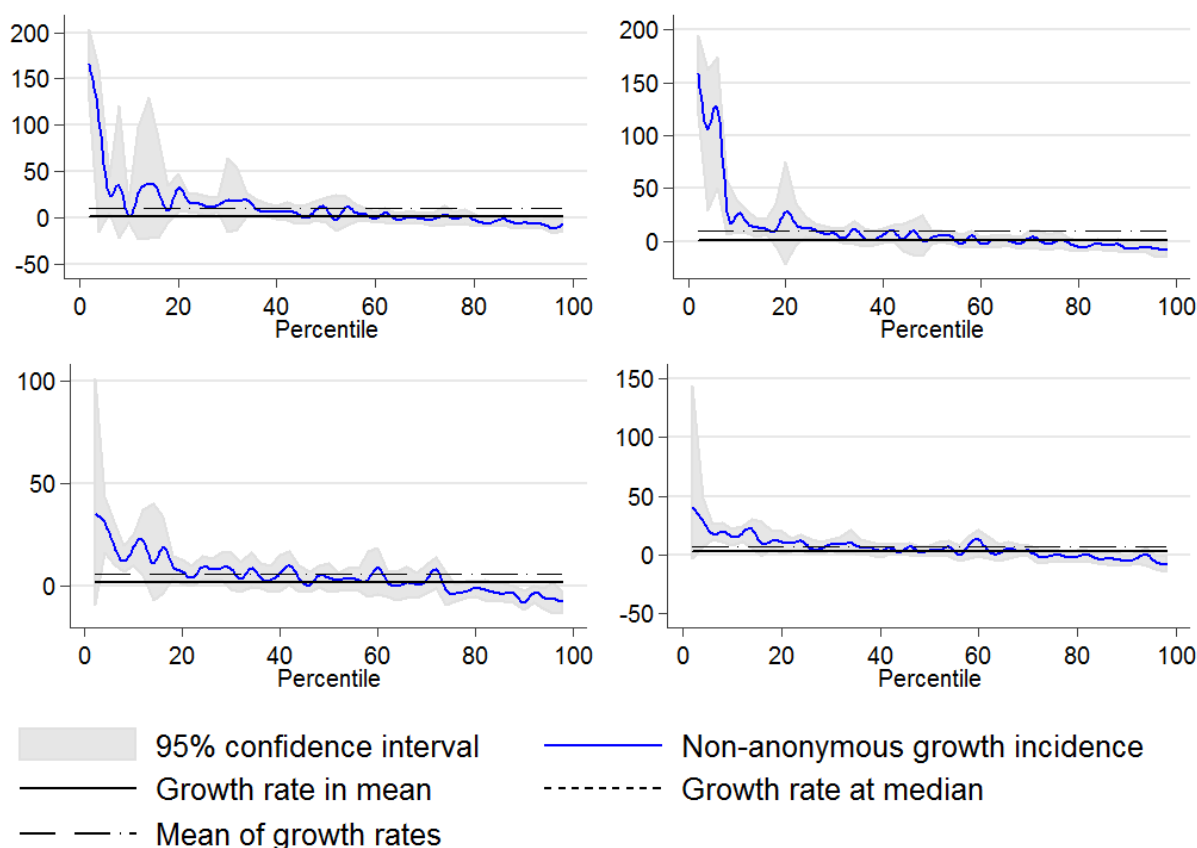 200
150
100
50
0
-50
0 20 40 60 80 100
Percentile
200
150
100
50
0
0 20 40 60 80 100
Percentile
100
50
0
0 20 40 60 80 100
Percentile
150
100
50
0
-50
0 20 40 60 80 100
Percentile
95% confidence interval
Non-anonymous growth incidence
Growth rate in mean
Growth rate at median
Mean of growth rates